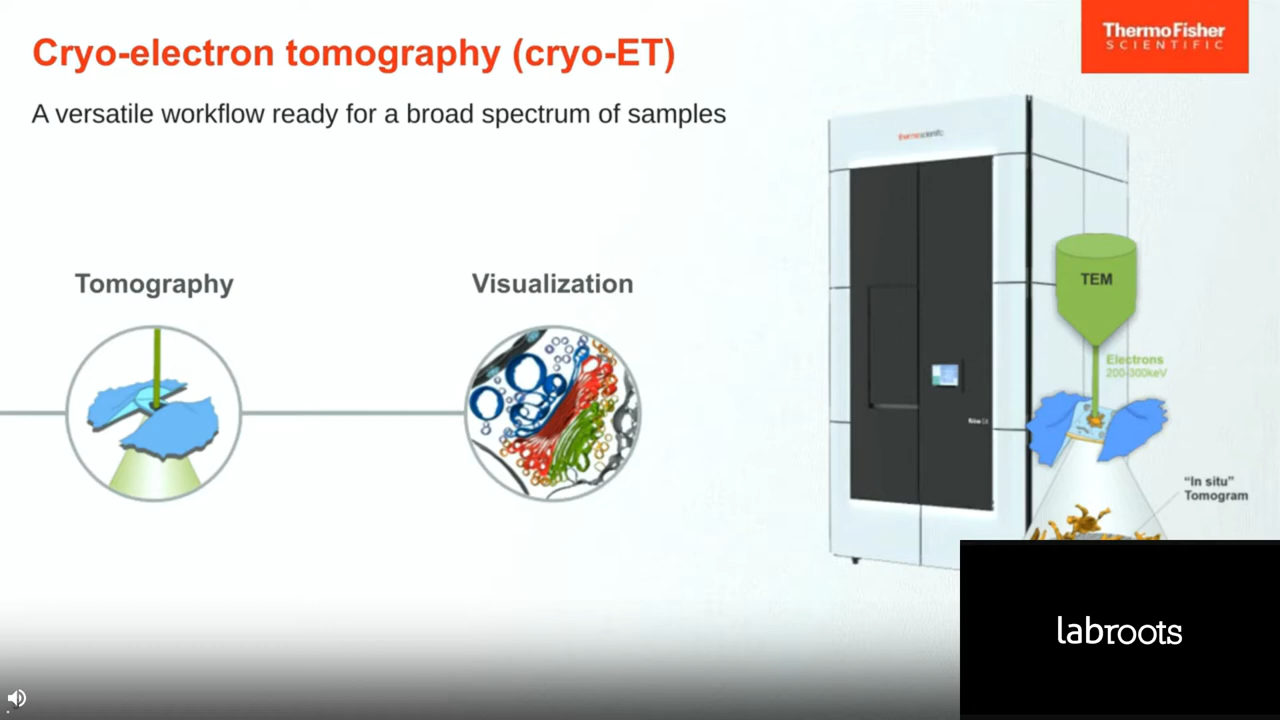 Cryo-electron tomography (cryo-ET)
ThermoFisher
SCIENTIFIC
A versatile workflow ready for a broad spectrum of samples
thermoscientific
Tomography
Visualization
TEM
Electrons
200-300keV
"In situ"
Tomogram
labroots